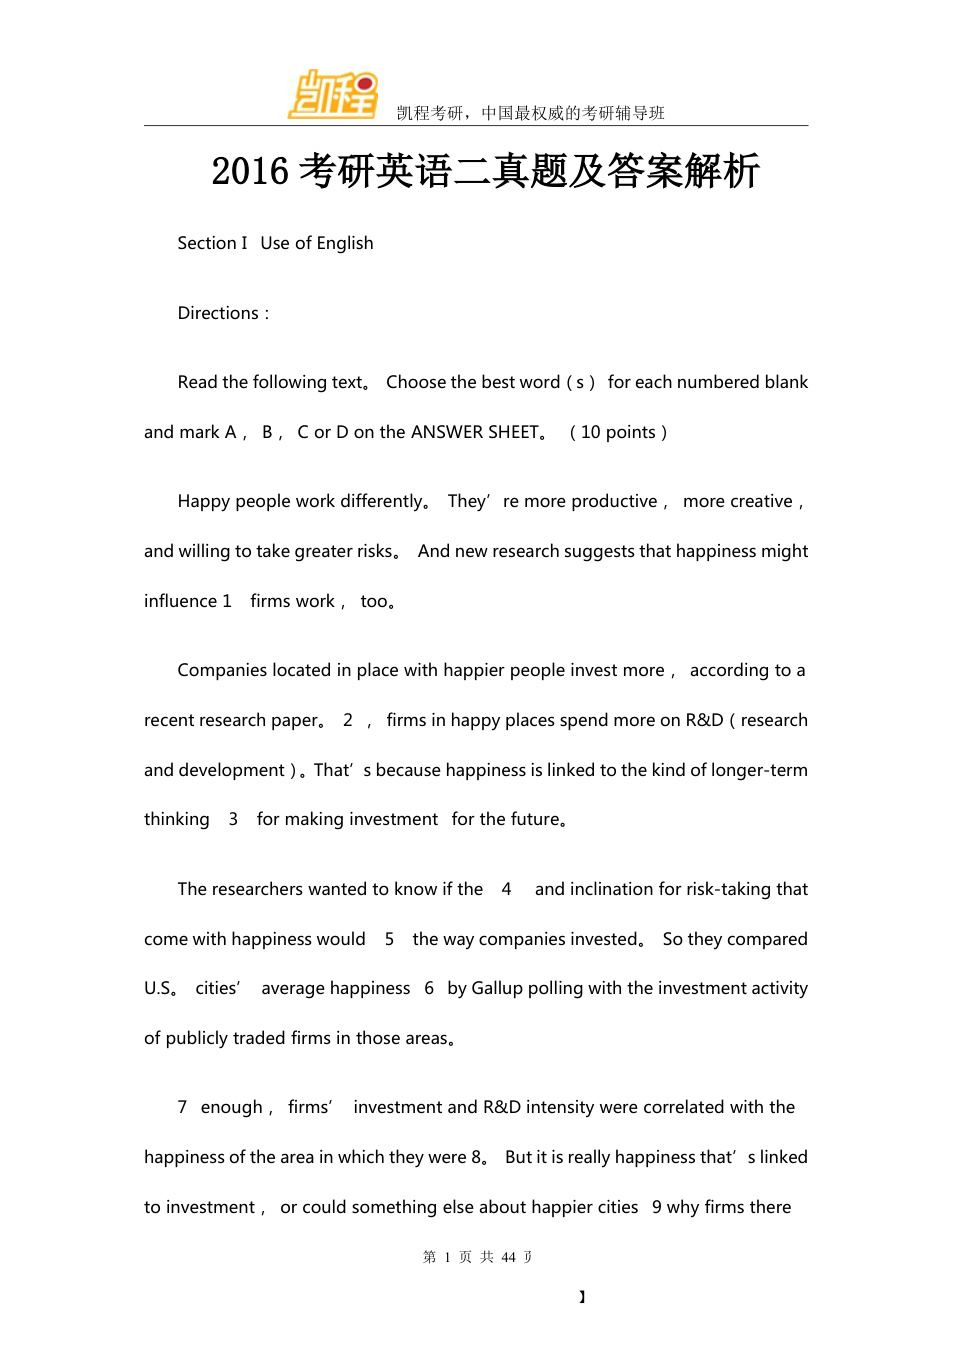 凯程 凯程考研，中国最权威的考研辅导班
2016 考研英语二真题及答案解析
Section I Use of English
Directions：
Read the following text。 Choose the best word（s） for each numbered blank
and mark A， B， C or D on the ANSWER SHEET。 （10 points）
Happy people work differently。 They’re more productive， more creative，
and willing to take greater risks。 And new research suggests that happiness might
influence 1 firms work， too。
Companies located in place with happier people invest more， according to a
recent research paper。 2 ， firms in happy places spend more on R&D（research
and development）。That’s because happiness is linked to the kind of longer-term
thinking 3 for making investment for the future。
The researchers wanted to know if the 4 and inclination for risk-taking that
come with happiness would 5 the way companies invested。 So they compared
U.S。 cities’ average happiness 6 by Gallup polling with the investment activity
of publicly traded firms in those areas。
7 enough， firms’ investment and R&D intensity were correlated with the
happiness of the area in which they were 8。 But it is really happiness that’s linked
to investment， or could something else about happier cities 9 why firms there
第 1 页 共 44 页
】